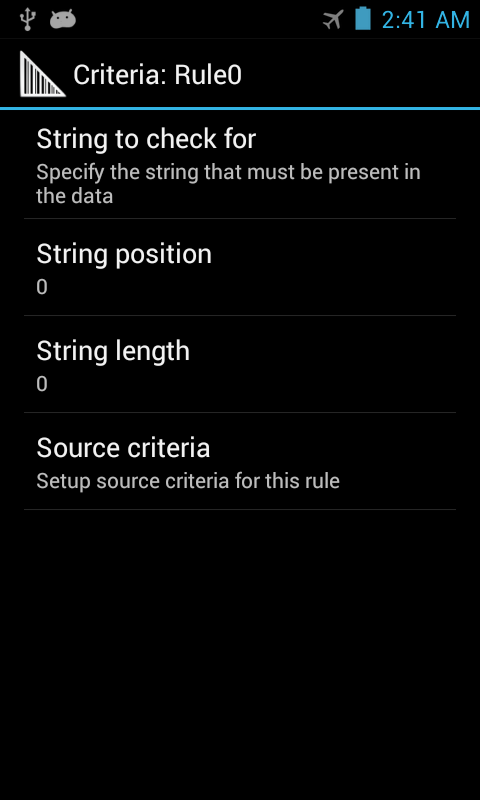 2:41 AM
Criteria: Rule0
String to check for
Specify the string that must be present in
the data
String position
0
String length
0
Source criteria
Setup source criteria for this rule